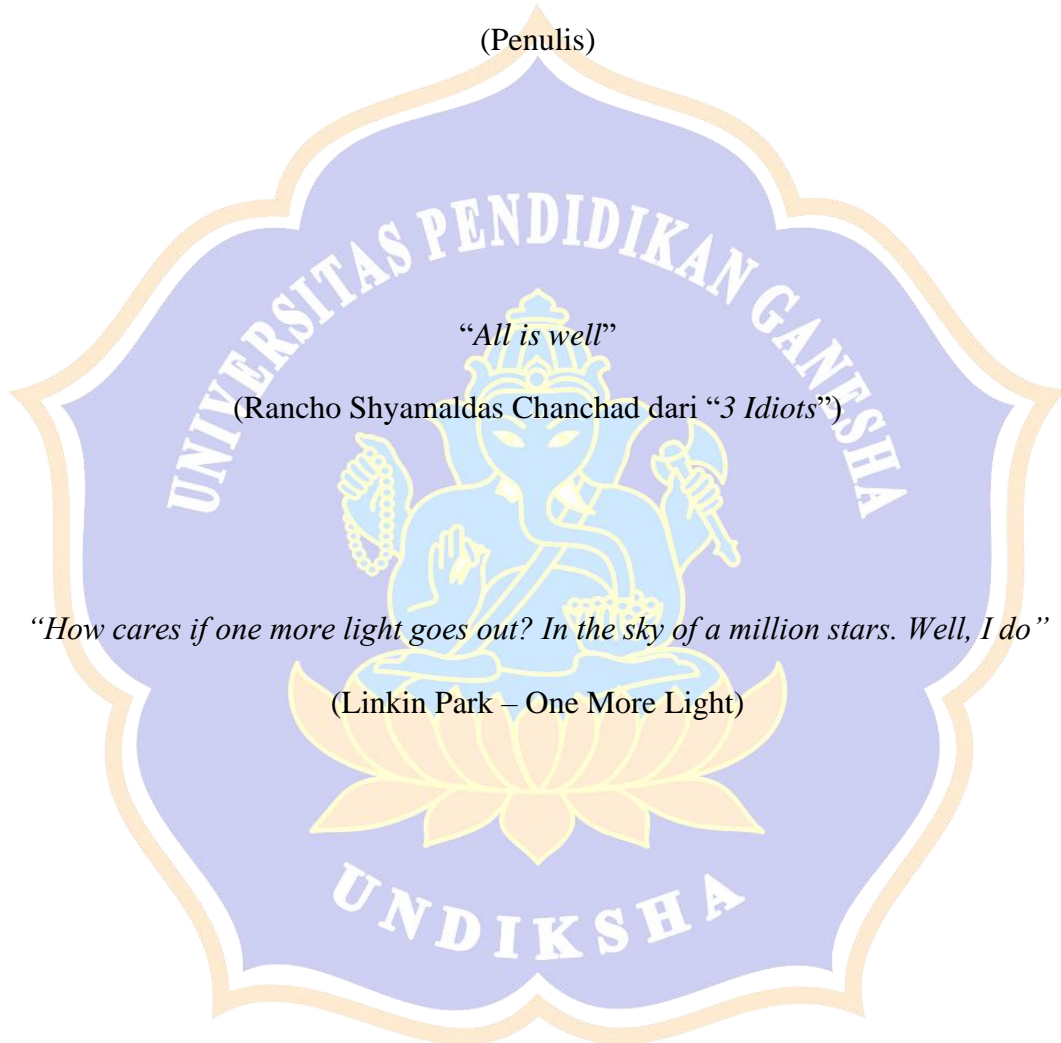 (Penulis)
UNIVERSITAS PENDIDIKAN GANESHA
“All is well”
(Rancho Shyamaldas Chanchad dari “3 Idiots”)
“How cares if one more light goes out? In the sky of a million stars. Well, I do”
(Linkin Park – One More Light)
UNDIKSHA